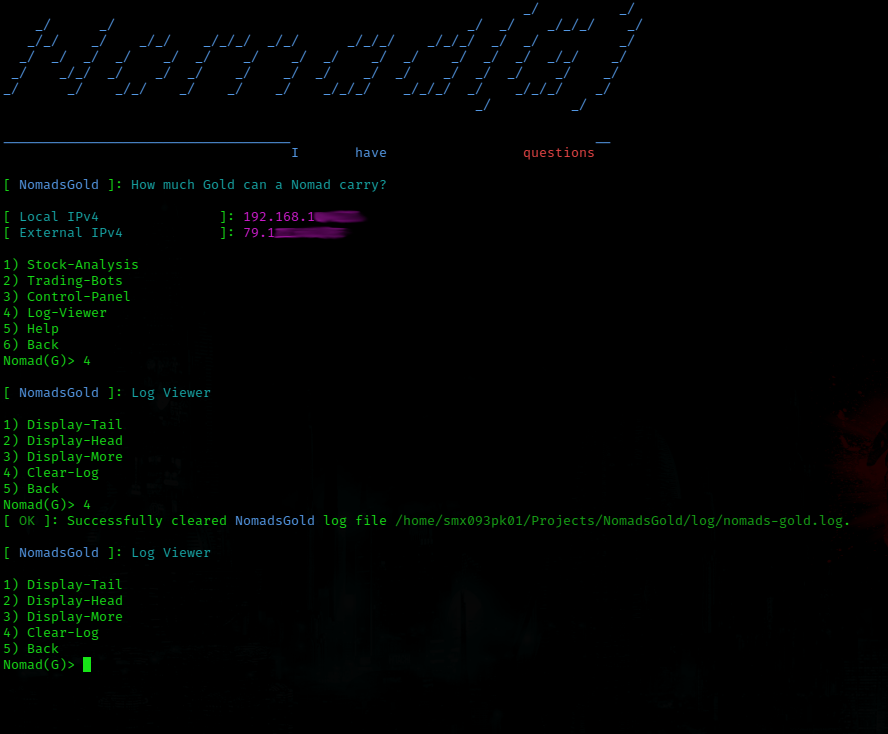 Nomad(G)
I have questions
[ NomadsGold ]: How much Gold can a Nomad carry?
[ Local IPv4 ]: 192.168.1
[ External IPv4 ]: 79.1
1) Stock-Analysis
2) Trading-Bots
3) Control-Panel
4) Log-Viewer
5) Help
6) Back
Nomad(G)> 4
[ NomadsGold ]: Log Viewer
1) Display-Tail
2) Display-Head
3) Display-More
4) Clear-Log
5) Back
Nomad(G)> 4
[ OK ]: Successfully cleared NomadsGold log file /home/smx093pk01/Projects/NomadsGold/log/nomads-gold.log.
[ NomadsGold ]: Log Viewer
1) Display-Tail
2) Display-Head
3) Display-More
4) Clear-Log
5) Back
Nomad(G)>